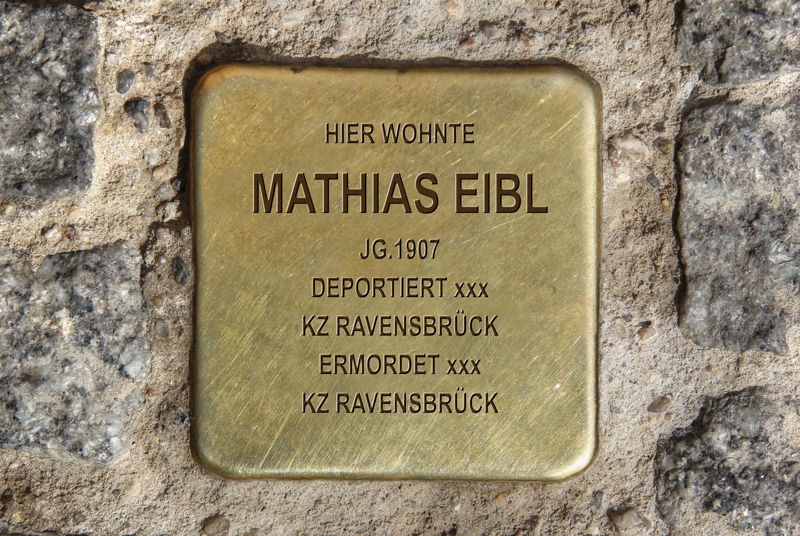 HIER WOHNTE
MATHIAS EIBL
JG.1907
DEPORTIERT xxx
KZ RAVENSBRÜCK
ERMORDET xxx
KZ RAVENSBRÜCK